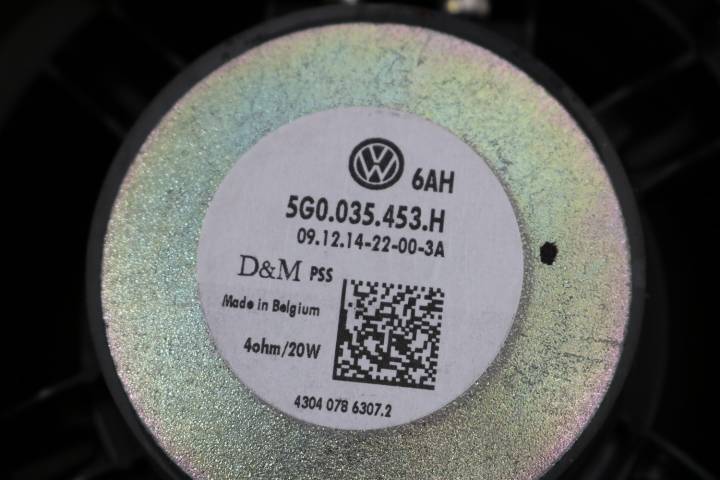 6AH
5G0.035.453.H
09.12.14-22-00-3A
D&M PSS
Made in Belgium
4ohm/20W
4304 078 6307.2